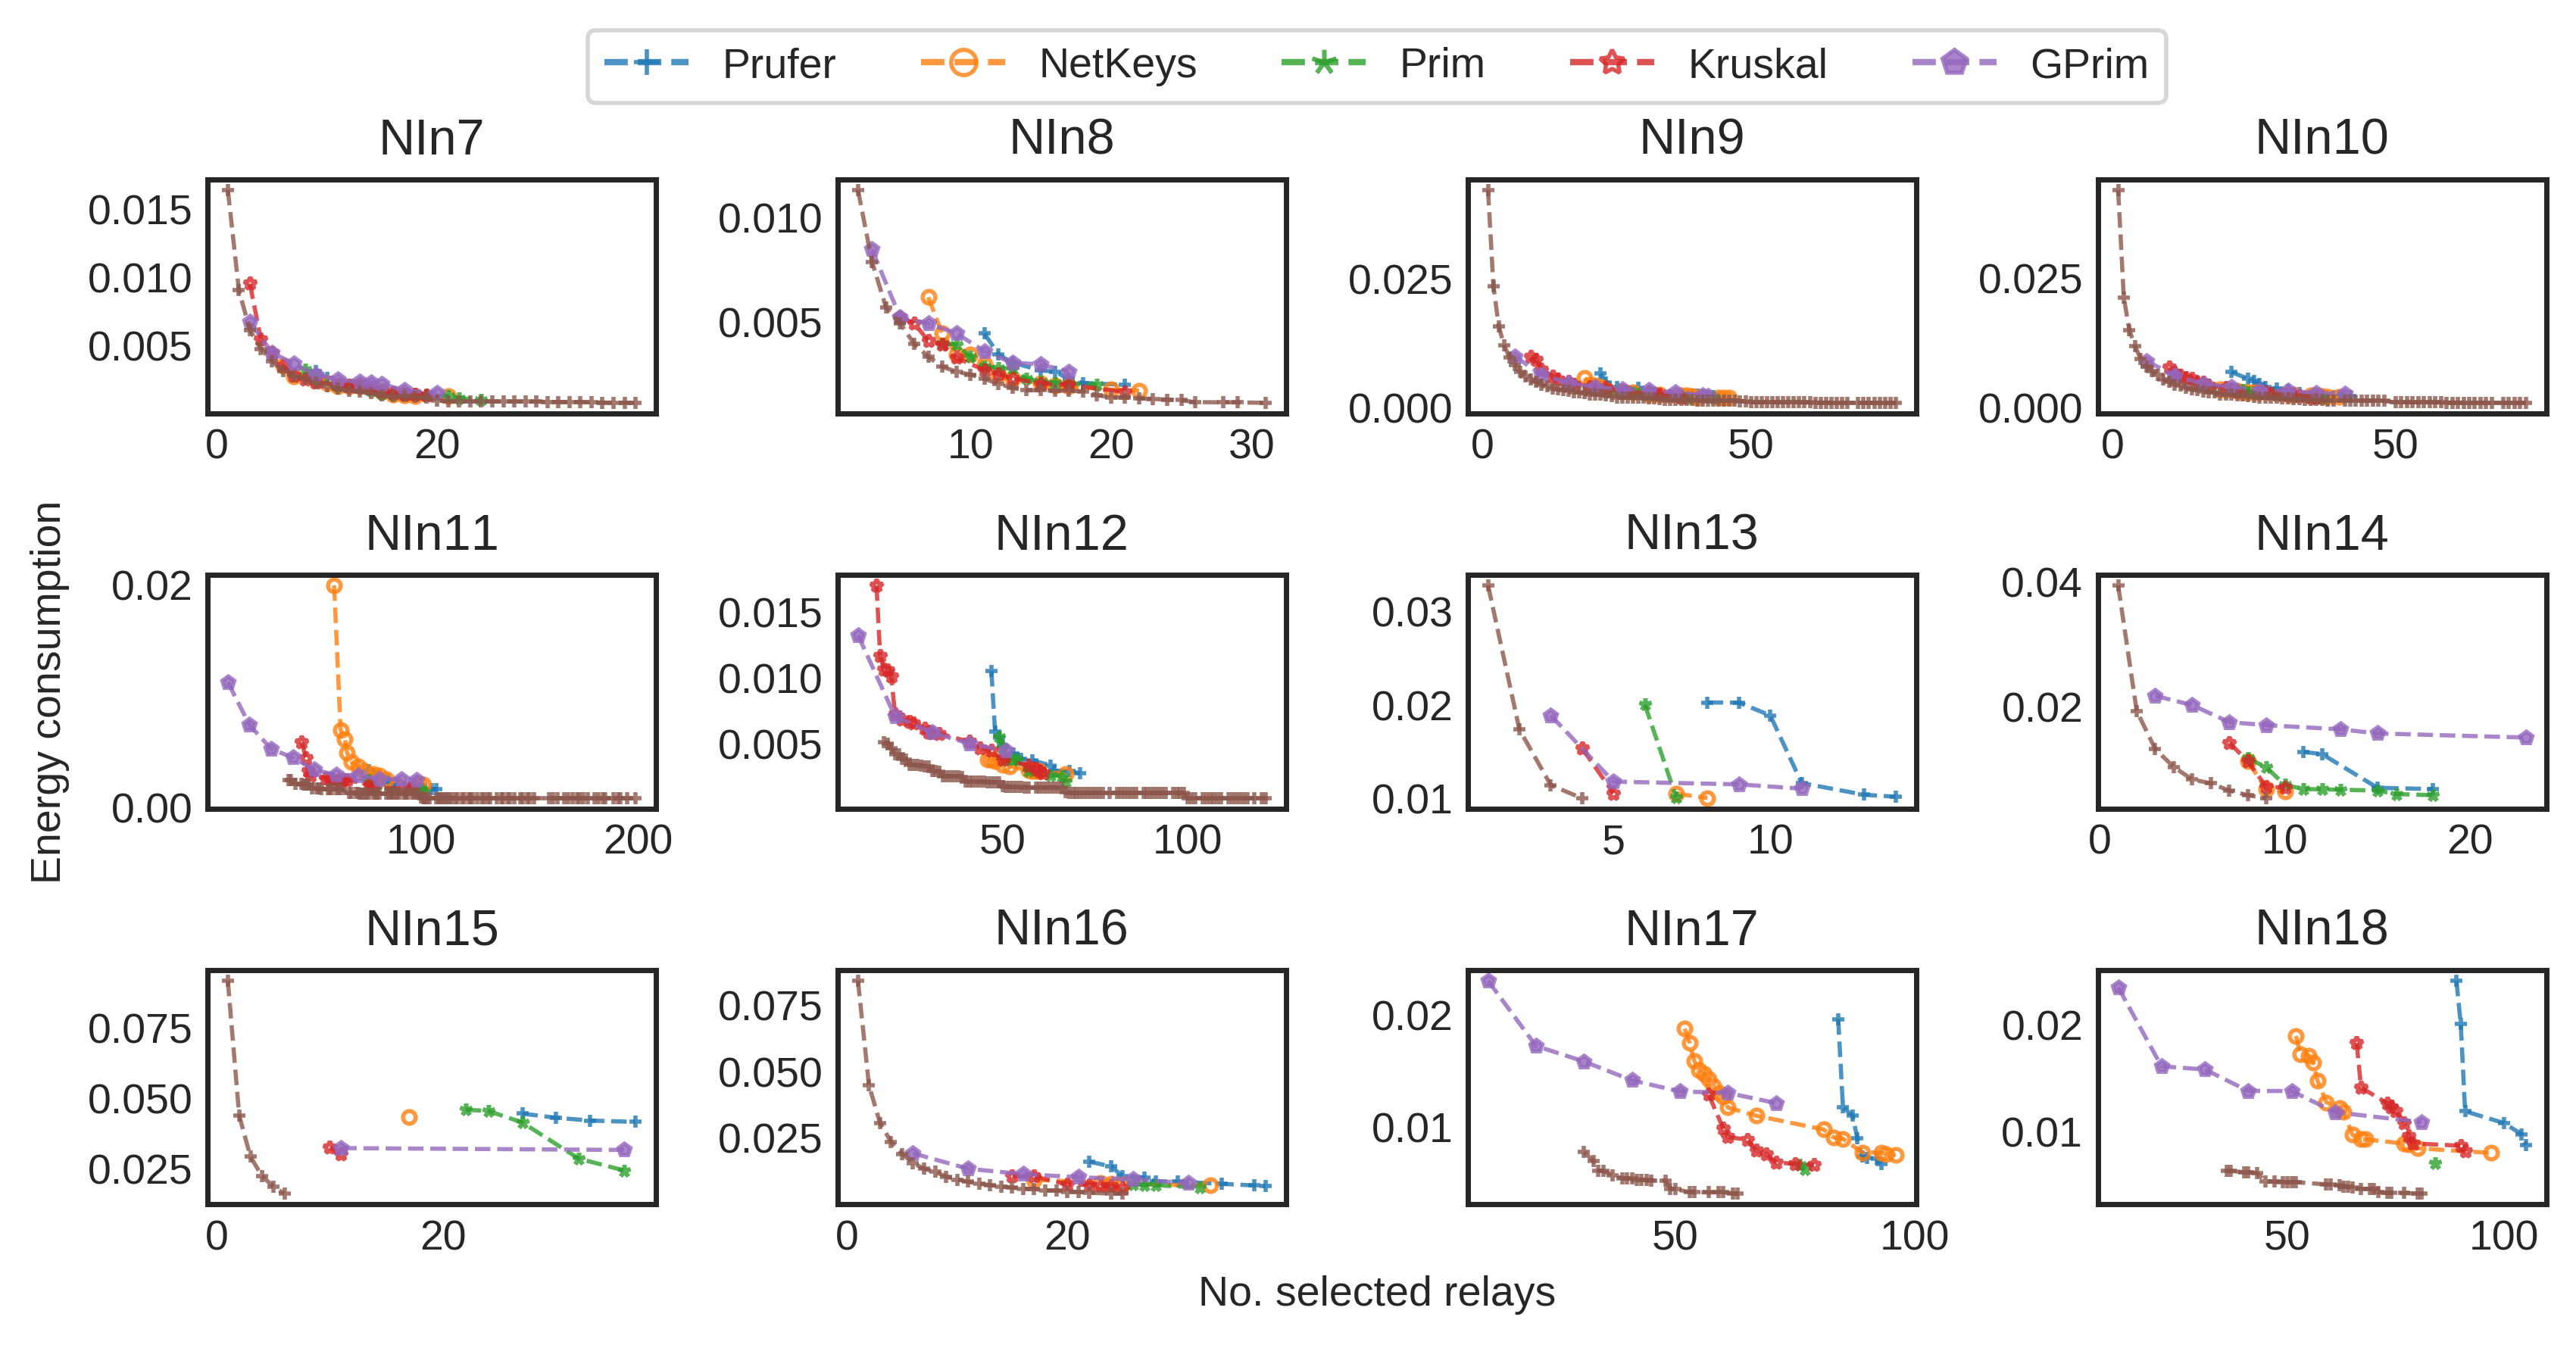 Prufer NetKeys Prim Kruskal GPrim
NIn7 NIn8 NIn9 NIn10
0.015 0.010 0.005
0 20
0.010 0.005
10 20 30
0.025 0.000
0 50
0.025 0.000
0 50
Energy consumption
NIn11 NIn12 NIn13 NIn14
0.02 0.00
100 200
0.015 0.010 0.005
50 100
0.03 0.02 0.01
5 10
0.04 0.02
0 10 20
NIn15 NIn16 NIn17 NIn18
0.075 0.050 0.025
0 20
0.075 0.050 0.025
0 20
0.02 0.01
50 100
0.02 0.01
50 100
No. selected relays